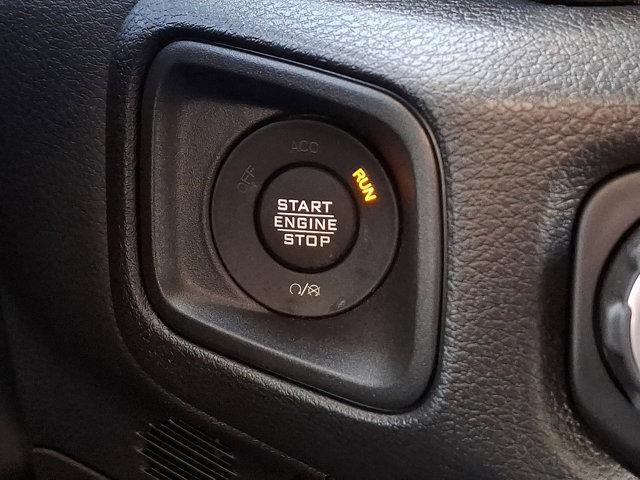 ACC
OFF
RUN
START
ENGINE
STOP